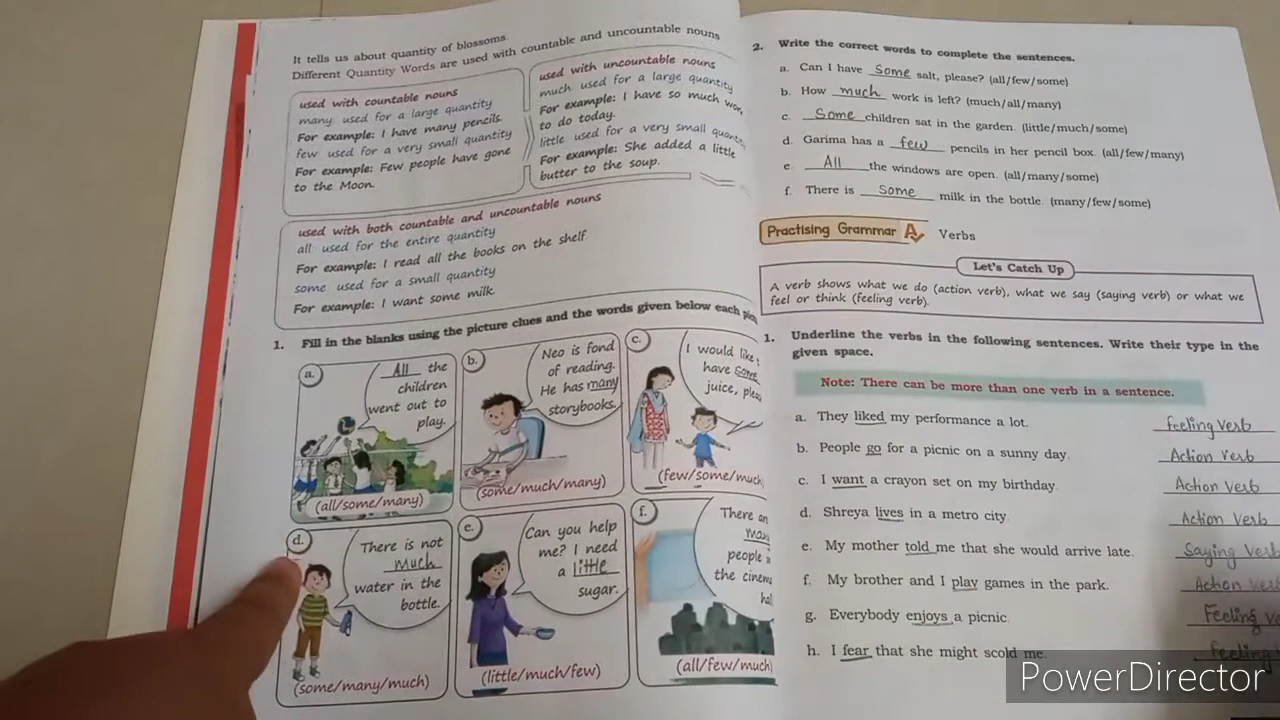 It tells us about quantity of blossoms.
Different Quantity Words are used with countable and uncountable nouns
used with countable nouns
many used for a large quantity
For example: I have many pencils.
few used for a very small quantity
For example: Few people have gone
to the Moon.
used with uncountable nouns
much used for a large quantity
For example: I have so much
to do today.
little used for a very small
For example: She added a little
butter to the soup.
used with both countable and uncountable nouns
all used for the entire quantity
For example: I read all the books on the shelf
some used for a small quantity
For example: I want some milk.
1. Fill in the blanks using the picture clues and the words given below each
a.
All the
children
went out to
play.
(all/some/many)
b.
Neo is fond
of reading.
He has many
storybooks.
(some/much/many)
c.
I would like
have some
juice,
(few/some/much
d.
There is not
much
water in the
bottle.
(some/many/much)
e.
Can you help
me? I need
a little
sugar.
(little/much/few)
f.
There
people
the
(all/few/much
2. Write the correct words to complete the sentences.
a. Can I have Some salt, please? (all/few/some)
b. How much work is left? (much/all/many)
c. Some children sat in the garden. (little/much/some)
d. Garima has a few pencils in her pencil box. (all/few/many)
e. All the windows are open. (all/many/some)
f. There is Some milk in the bottle. (many/few/some)
Practising Grammar A Verbs
Let's Catch Up
A verb shows what we do (action verb), what we say (saying verb) or what we
feel or think (feeling verb).
1. Underline the verbs in the following sentences. Write their type in the
given space.
Note: There can be more than one verb in a sentence.
a. They liked my performance a lot. feeling verb
b. People go for a picnic on a sunny day. Action verb
c. I want a crayon set on my birthday. Action Verb
d. Shreya lives in a metro city. Action Verb
e. My mother told me that she would arrive late. Saying
f. My brother and I play games in the park. Action
g. Everybody enjoys a picnic. Feeling
h. I fear that she might scold me. feeling
PowerDirector